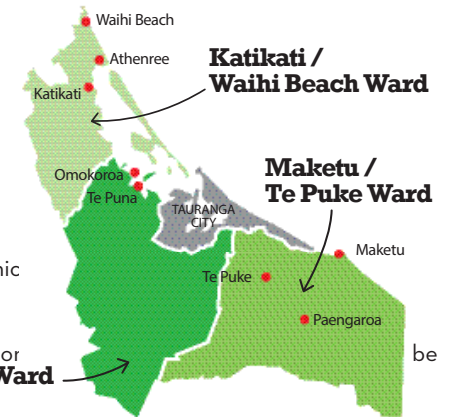 Waihi Beach
Athenree
Katikati /
Waihi Beach Ward
Katikati
Omokoroa
Te Puna
Maketu /
Te Puke Ward
TAURANGA
CITY
Maketu
Te Puke
Paengaroa
be
Ward